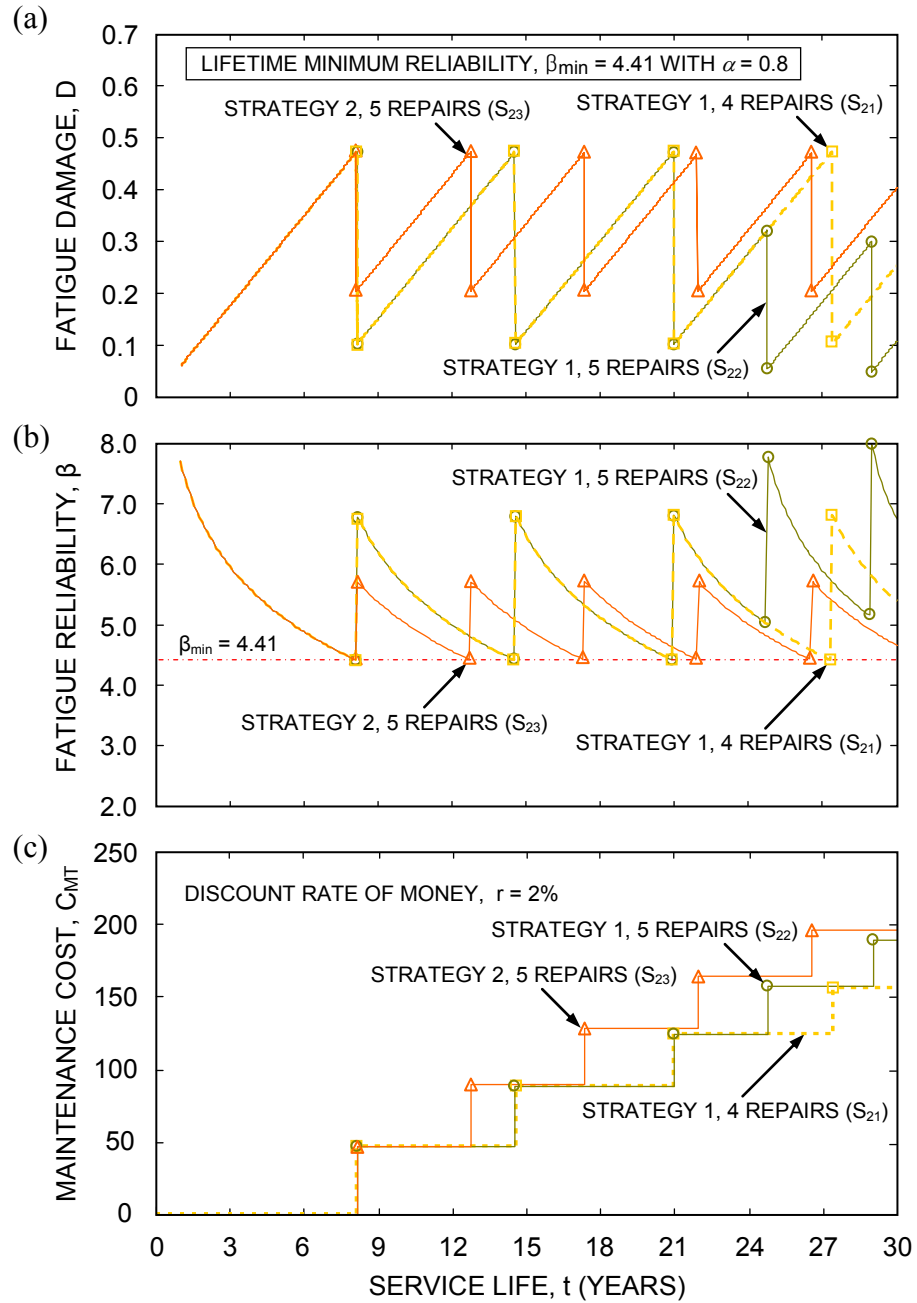 (a)
FATIGUE DAMAGE, D
0.7
0.6
0.5
0.4
0.3
0.2
0.1
0
LIFETIME MINIMUM RELIABILITY, βmin = 4.41 WITH α = 0.8
STRATEGY 2, 5 REPAIRS (S23)
STRATEGY 1, 4 REPAIRS (S21)
STRATEGY 1, 5 REPAIRS (S22)
(b)
FATIGUE RELIABILITY, β
8.0
7.0
6.0
5.0
4.0
3.0
2.0
STRATEGY 1, 5 REPAIRS (S22)
βmin = 4.41
STRATEGY 2, 5 REPAIRS (S23)
STRATEGY 1, 4 REPAIRS (S21)
(c)
MAINTENANCE COST, CMT
250
200
150
100
50
0
DISCOUNT RATE OF MONEY, r = 2%
STRATEGY 1, 5 REPAIRS (S22)
STRATEGY 2, 5 REPAIRS (S23)
STRATEGY 1, 4 REPAIRS (S21)
0 3 6 9 12 15 18 21 24 27 30
SERVICE LIFE, t (YEARS)